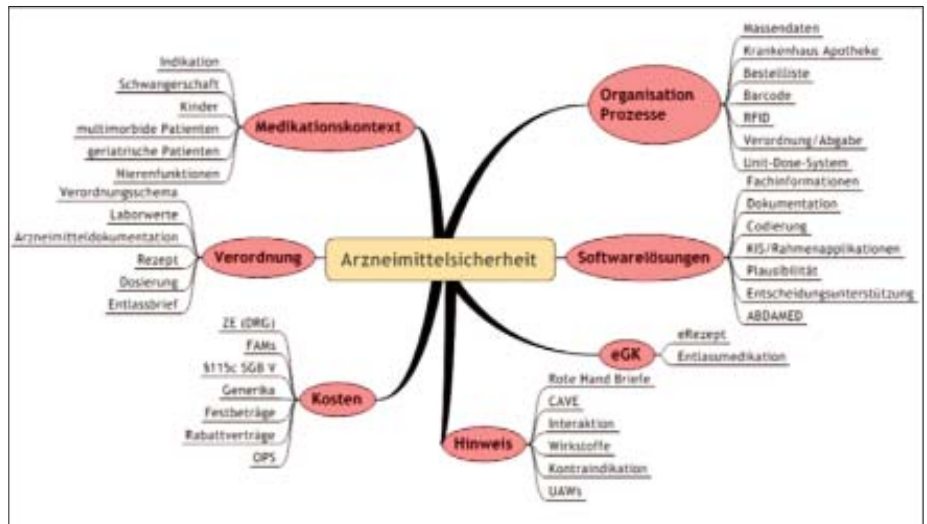 Arzneimittelsicherheit
Medikationskontext
Indikation
Schwangerschaft
Kinder
multimorbide Patienten
geriatrische Patienten
Nierenfunktionen
Verordnung
Verordnungsschema
Laborwerte
Arzneimitteldokumentation
Rezept
Dosierung
Entlassbrief
Kosten
ZE (DRG)
FAMs
§115c SGB V
Generika
Festbeträge
Rabattverträge
OPS
Organisation
Prozesse
Massendaten
Krankenhaus Apotheke
Bestellliste
Barcode
RFID
Verordnung/Abgabe
Unit-Dose-System
Softwarelösungen
Fachinformationen
Dokumentation
Codierung
KIS/Rahmenapplikationen
Plausibilität
Entscheidungsunterstützung
ABDAMED
eGK
eRezept
Entlassmedikation
Hinweis
Rote Hand Briefe
CAVE
Interaktion
Wirkstoffe
Kontraindikation
UAWs